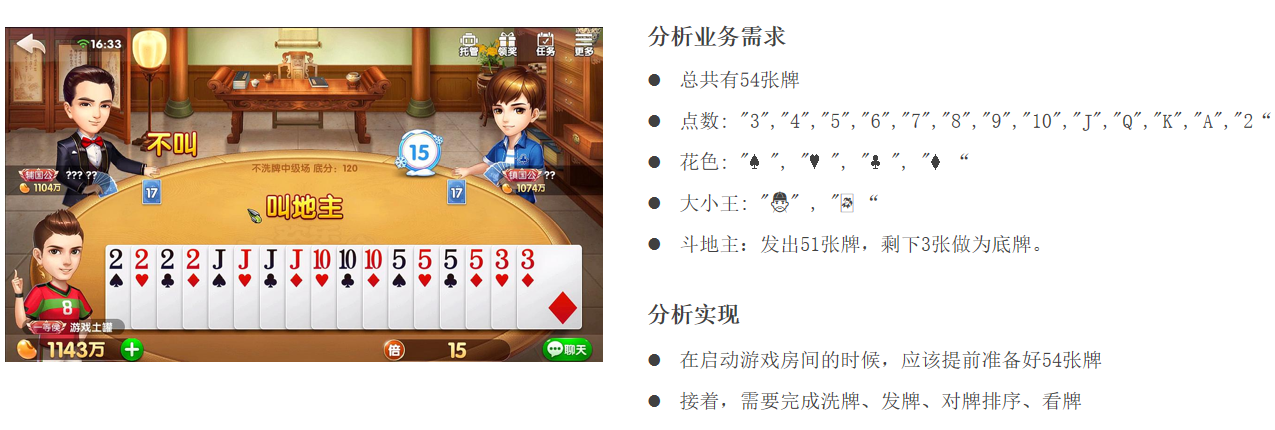 16:33
托管
领奖
任务
更多
不叫
15
不洗牌中级场 底分：120
辅国公 ??? ??
1104万
镇国公 ??
1074万
17
17
叫地主
2 2 2 2 J J J J 10 10 10 5 5 5 5 3 3
♠ ♥ ♣ ♦ ♠ ♥ ♣ ♦ ♥ ♣ ♦ ♠ ♥ ♣ ♦ ♥ ♦
8
一等侯 游戏土罐
1143万
倍 15
聊天
分析业务需求
● 总共有54张牌
● 点数: "3","4","5","6","7","8","9","10","J","Q","K","A","2“
● 花色: "♠ ", "♥ ", "♣ ", "♦ “
● 大小王: "👲" , "🃏 “
● 斗地主：发出51张牌，剩下3张做为底牌。
分析实现
● 在启动游戏房间的时候，应该提前准备好54张牌
● 接着，需要完成洗牌、发牌、对牌排序、看牌